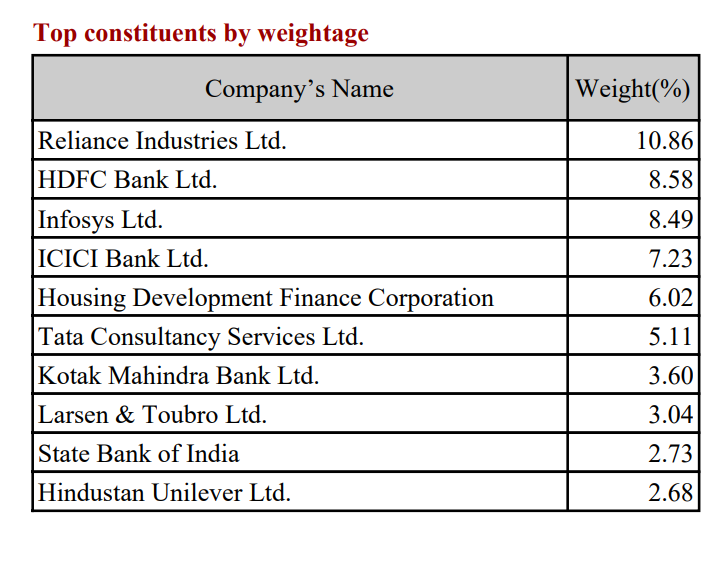 Top constituents by weightage
Company’s Name Weight(%)
Reliance Industries Ltd. 10.86
HDFC Bank Ltd. 8.58
Infosys Ltd. 8.49
ICICI Bank Ltd. 7.23
Housing Development Finance Corporation 6.02
Tata Consultancy Services Ltd. 5.11
Kotak Mahindra Bank Ltd. 3.60
Larsen & Toubro Ltd. 3.04
State Bank of India 2.73
Hindustan Unilever Ltd. 2.68